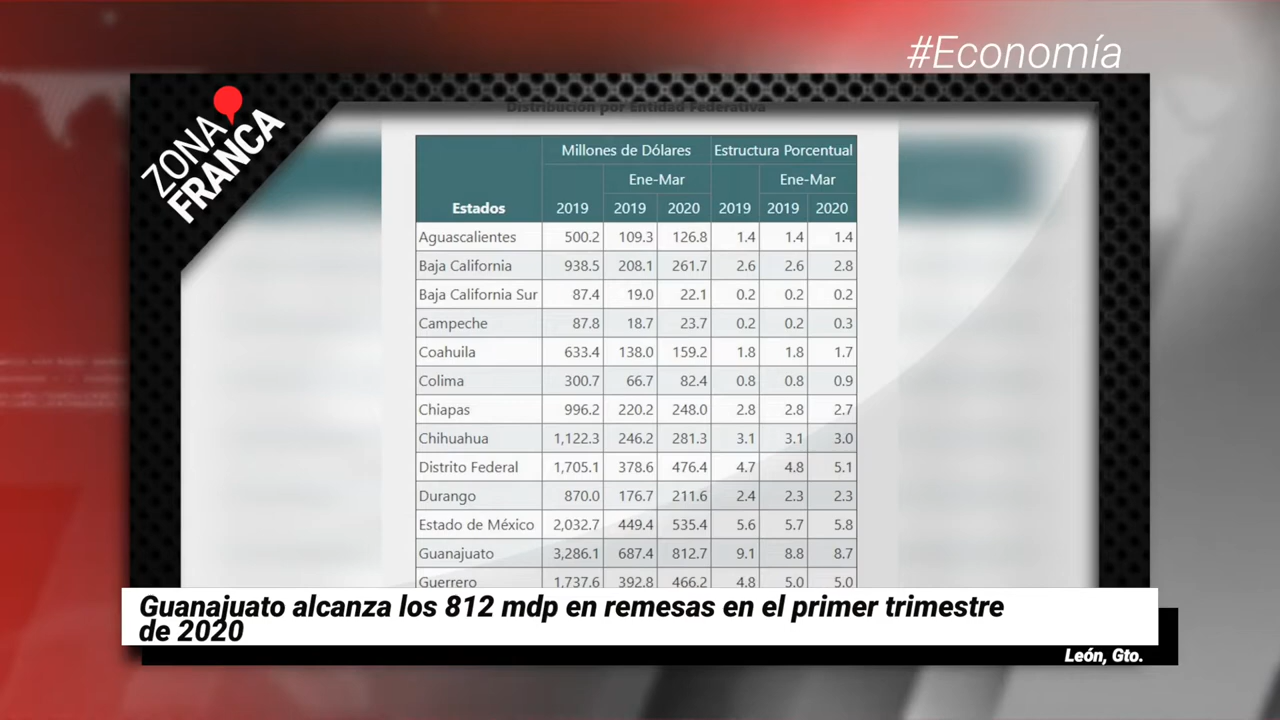 #Economía
ZONA
FRANCA
Distribución por Entidad Federativa
Millones de Dólares Estructura Porcentual
Ene-Mar Ene-Mar
Estados 2019 2019 2020 2019 2019 2020
Aguascalientes 500.2 109.3 126.8 1.4 1.4 1.4
Baja California 938.5 208.1 261.7 2.6 2.6 2.8
Baja California Sur 87.4 19.0 22.1 0.2 0.2 0.2
Campeche 87.8 18.7 23.7 0.2 0.2 0.3
Coahuila 633.4 138.0 159.2 1.8 1.8 1.7
Colima 300.7 66.7 82.4 0.8 0.8 0.9
Chiapas 996.2 220.2 248.0 2.8 2.8 2.7
Chihuahua 1,122.3 246.2 281.3 3.1 3.1 3.0
Distrito Federal 1,705.1 378.6 476.4 4.7 4.8 5.1
Durango 870.0 176.7 211.6 2.4 2.3 2.3
Estado de México 2,032.7 449.4 535.4 5.6 5.7 5.8
Guanajuato 3,286.1 687.4 812.7 9.1 8.8 8.7
Guerrero 1,737.6 392.8 466.2 4.8 5.0 5.0
Guanajuato alcanza los 812 mdp en remesas en el primer trimestre
de 2020
León, Gto.